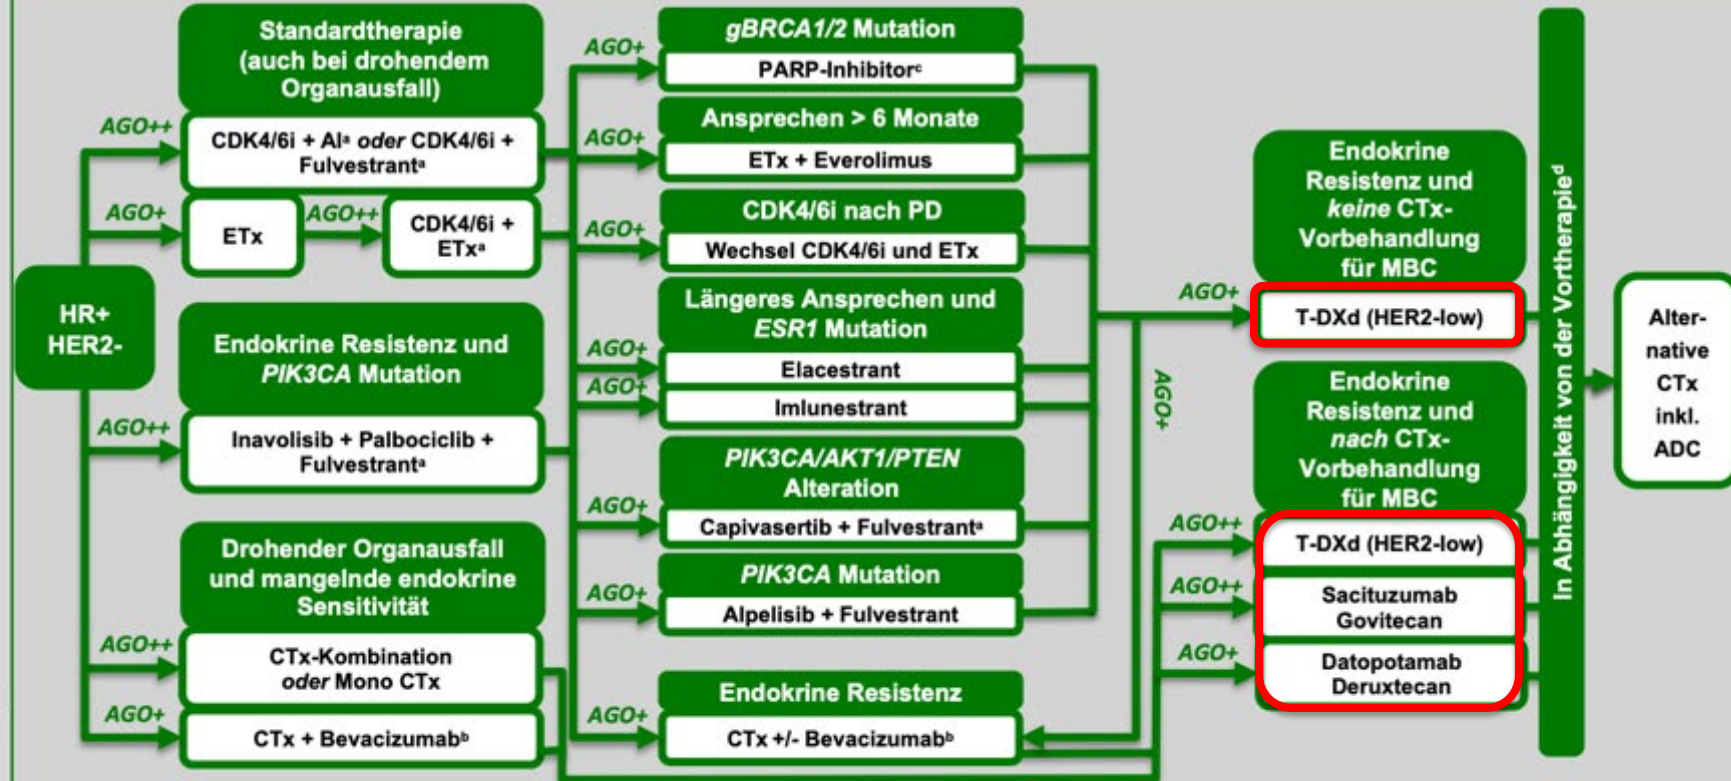 HR+
HER2-
AGO++
Standardtherapie
(auch bei drohendem
Organausfall)
CDK4/6i + AIᵃ oder CDK4/6i +
Fulvestrantᵃ
AGO+
ETx
AGO++
CDK4/6i +
ETxᵃ
AGO++
Endokrine Resistenz und
PIK3CA Mutation
Inavolisib + Palbociclib +
Fulvestrantᵃ
Drohender Organausfall
und mangelnde endokrine
Sensitivität
AGO++
CTx-Kombination
oder Mono CTx
AGO+
CTx + Bevacizumabᵇ
AGO+
gBRCA1/2 Mutation
PARP-Inhibitorᶜ
AGO+
Ansprechen > 6 Monate
ETx + Everolimus
AGO+
CDK4/6i nach PD
Wechsel CDK4/6i und ETx
Längeres Ansprechen und
ESR1 Mutation
AGO+
Elacestrant
AGO+
Imlunestrant
PIK3CA/AKT1/PTEN
Alteration
AGO+
Capivasertib + Fulvestrantᵃ
PIK3CA Mutation
AGO+
Alpelisib + Fulvestrant
Endokrine Resistenz
AGO+
CTx +/- Bevacizumabᵇ
AGO+
Endokrine
Resistenz und
keine CTx-
Vorbehandlung
für MBC
AGO+
T-DXd (HER2-low)
Endokrine
Resistenz und
nach CTx-
Vorbehandlung
für MBC
AGO++
T-DXd (HER2-low)
AGO++
Sacituzumab
Govitecan
AGO+
Datopotamab
Deruxtecan
In Abhängigkeit von der Vortherapieᵈ
Alter-
native
CTx
inkl.
ADC